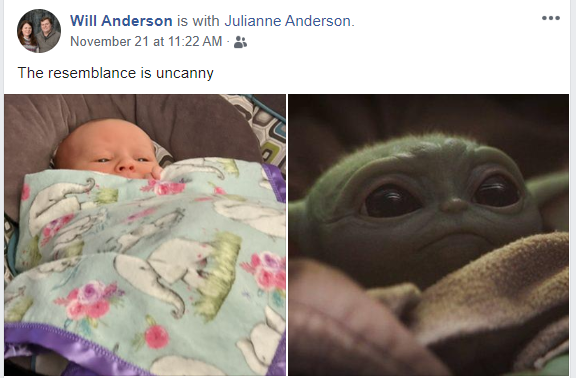 Will Anderson is with Julianne Anderson.
November 21 at 11:22 AM ·
The resemblance is uncanny